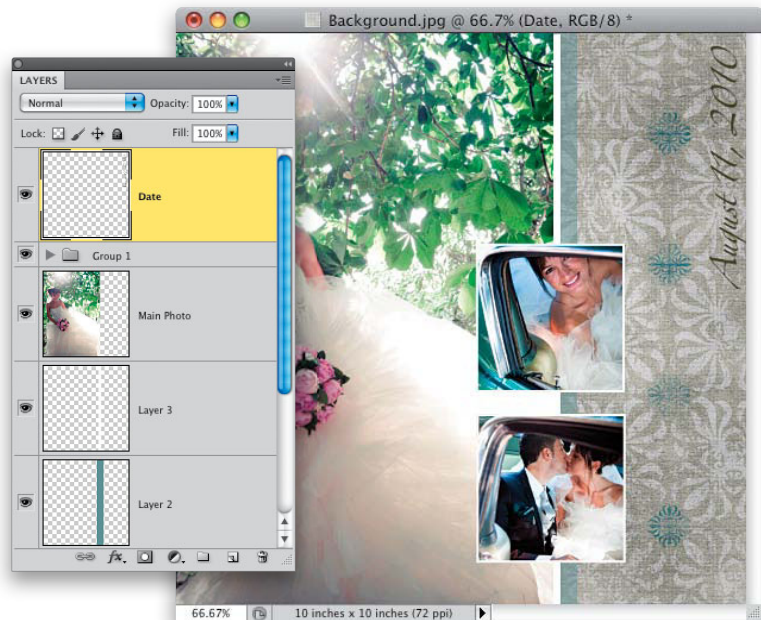 Background.jpg @ 66.7% (Date, RGB/8) *
LAYERS
Normal Opacity: 100%
Lock: Fill: 100%
Date
Group 1
Main Photo
Layer 3
Layer 2
fx
August 11, 2010
66.67% 10 inches x 10 inches (72 ppi)